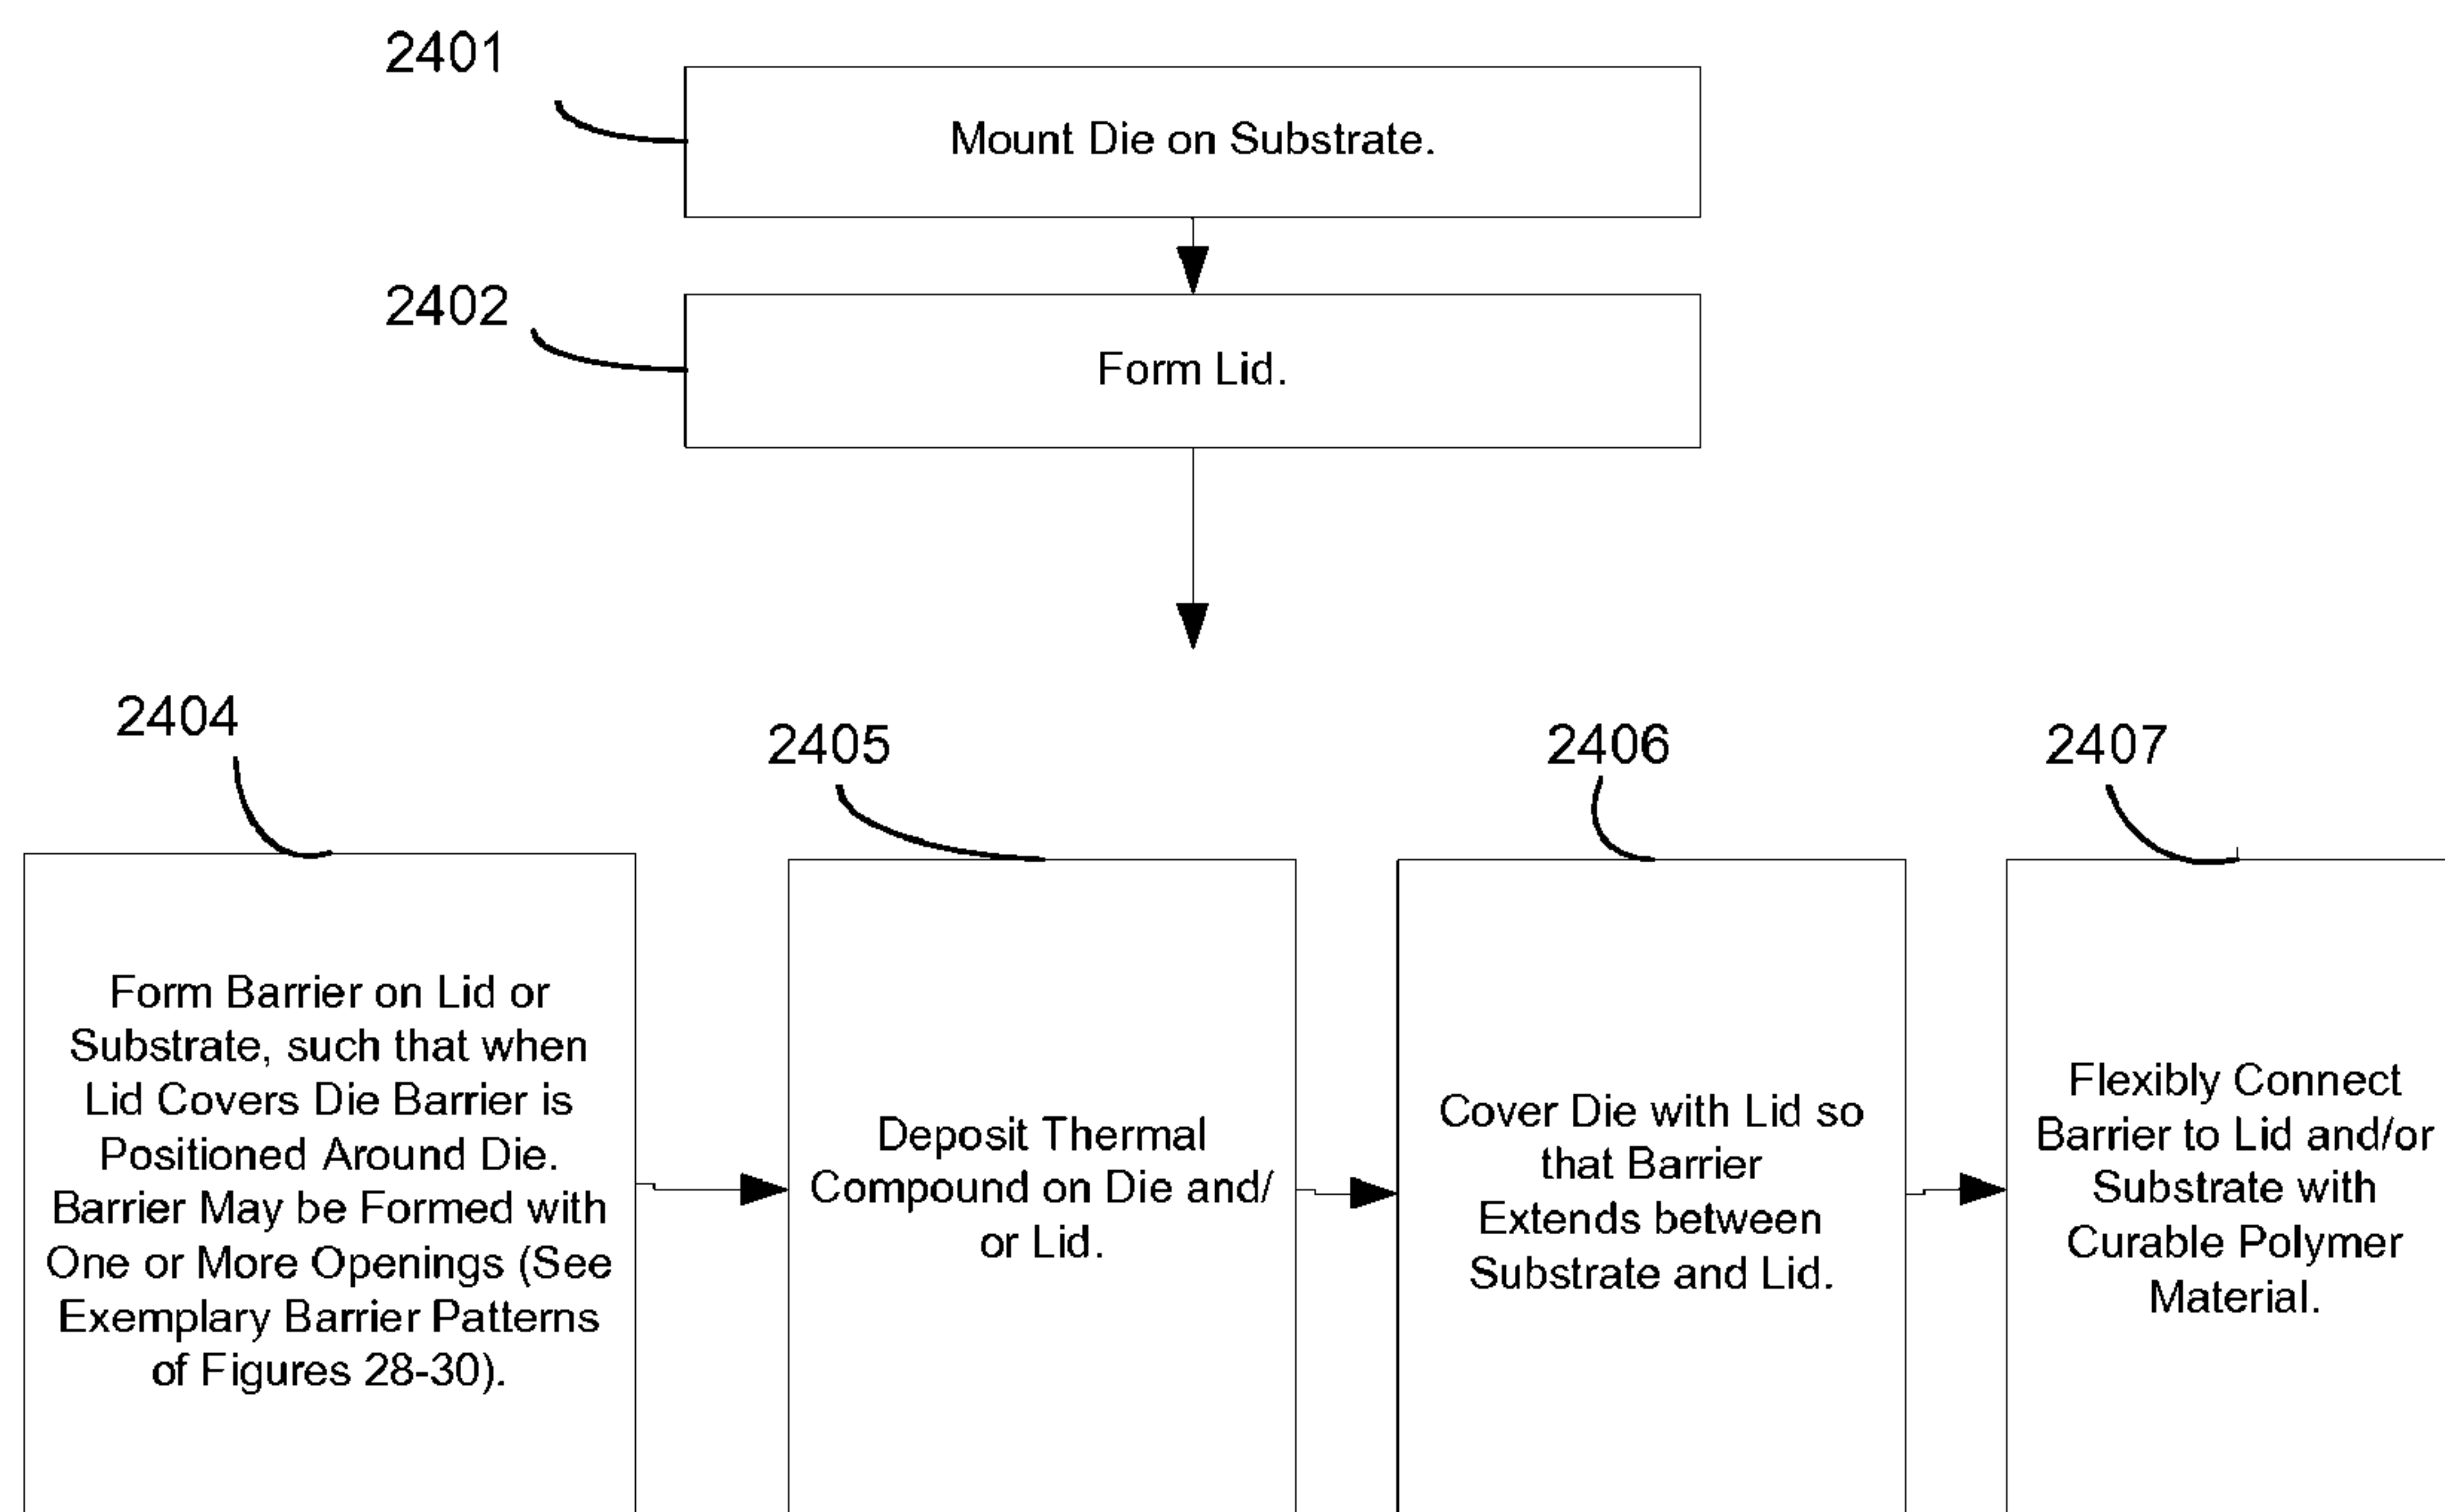 2401
Mount Die on Substrate.
2402
Form Lid.
2404
Form Barrier on Lid or
Substrate, such that when
Lid Covers Die Barrier is
Positioned Around Die.
Barrier May be Formed with
One or More Openings (See
Exemplary Barrier Patterns
of Figures 28-30).
2405
Deposit Thermal
Compound on Die and/
or Lid.
2406
Cover Die with Lid so
that Barrier
Extends between
Substrate and Lid.
2407
Flexibly Connect
Barrier to Lid and/or
Substrate with
Curable Polymer
Material.